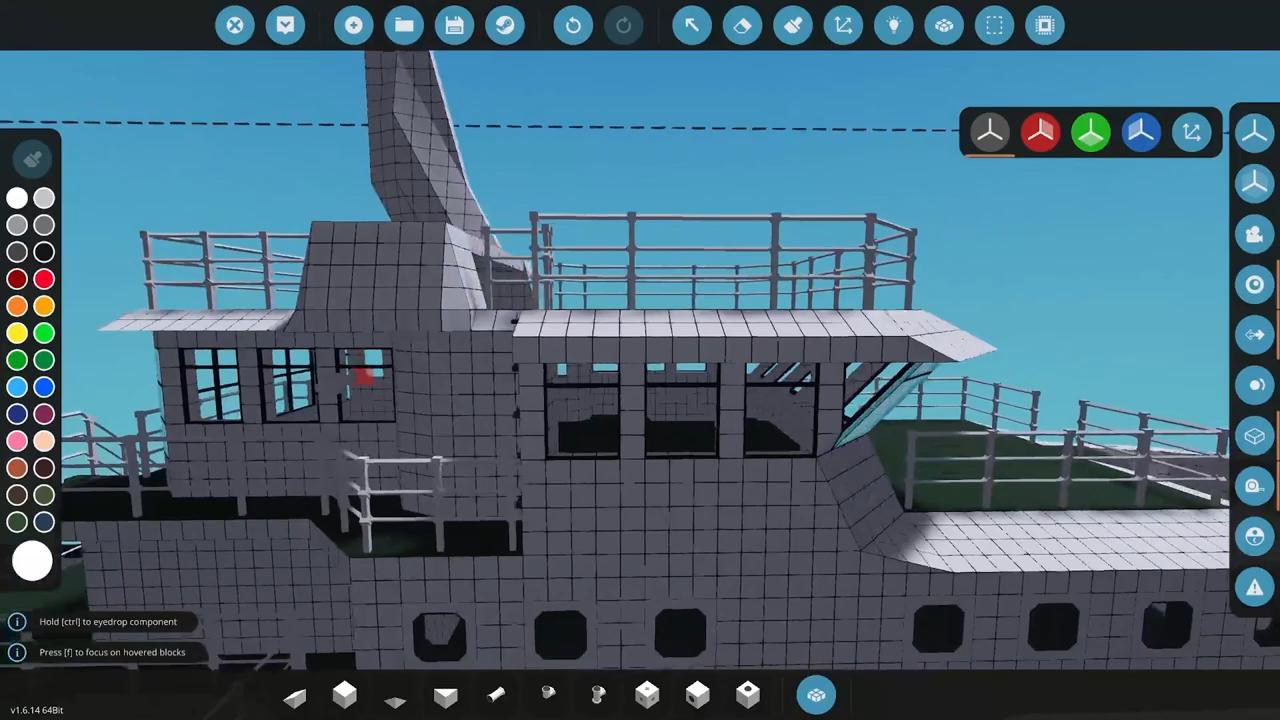 Hold [ctrl] to eyedrop component
Press [f] to focus on hovered blocks
v1.6.14 64Bit